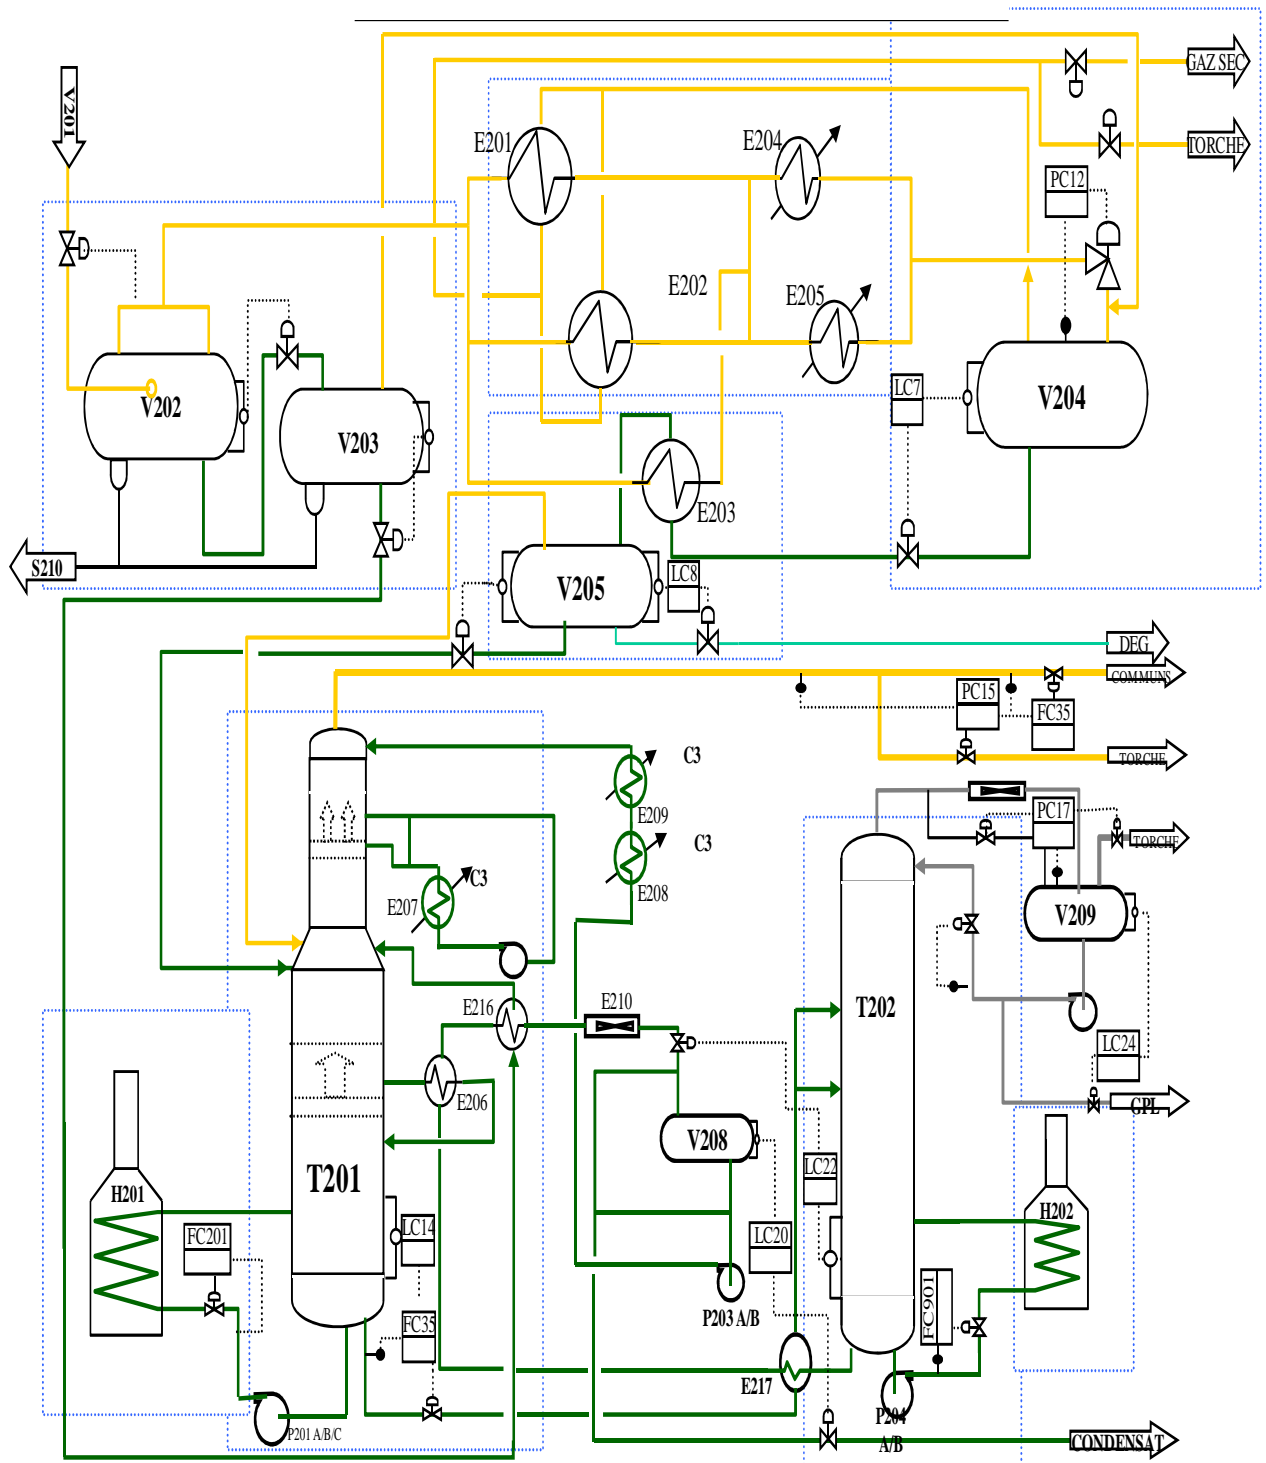 GAZ SEC
V201
E201
E204
TORCHE
PC12
E202
E205
V202
V203
LC7
V204
E203
S210
V205
LC8
DEG
COMMUNS
PC15
FC35
C3
TORCHE
E209
PC17
C3
TORCHE
C3
E208
E207
V209
E216
E210
T202
LC24
E206
GPL
V208
T201
LC22
H201
H202
LC14
FC201
LC20
FC901
P203 A/B
FC35
E217
P204
A/B
P201 A/B/C
CONDENSAT